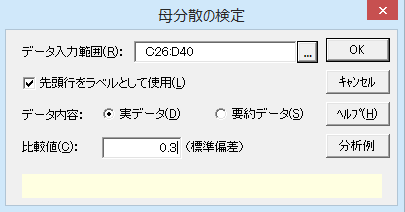 母分散の検定
データ入力範囲(R): C26:D40 ... OK
先頭行をラベルとして使用(L) ｷｬﾝｾﾙ
データ内容: 実データ(D) 要約データ(S) ﾍﾙﾌﾟ(H)
比較値(C): 0.3 (標準偏差) 分析例